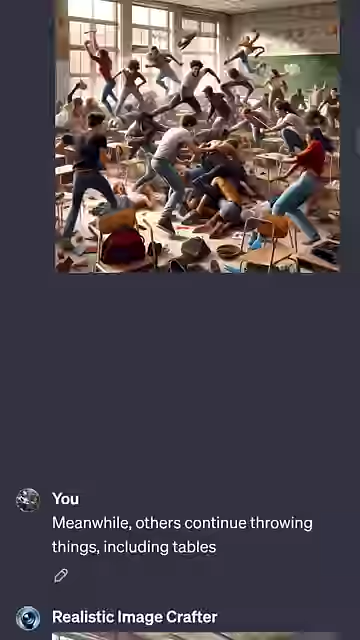 You
Meanwhile, others continue throwing
things, including tables
Realistic Image Crafter